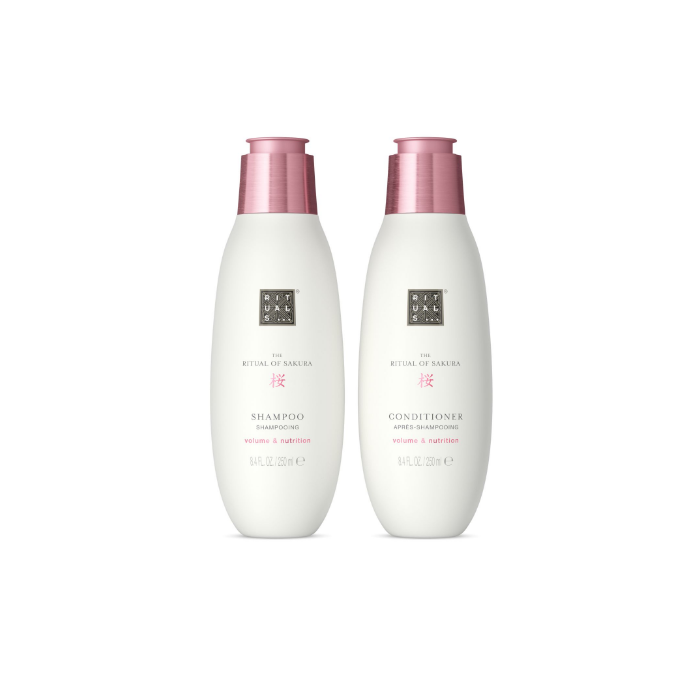 RIT
UAL
S...
®
THE
RITUAL OF SAKURA
桜
SHAMPOO
SHAMPOOING
volume & nutrition
8.4 FL. OZ. / 250 ml ℮
RIT
UAL
S...
®
THE
RITUAL OF SAKURA
桜
CONDITIONER
APRÈS-SHAMPOOING
volume & nutrition
8.4 FL. OZ. / 250 ml ℮